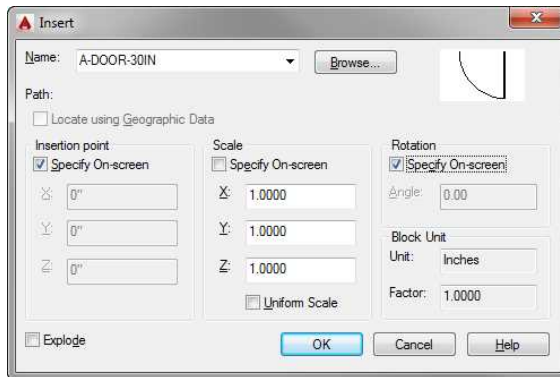 Insert
Name: A-DOOR-30IN Browse...
Path:
Locate using Geographic Data
Insertion point Scale Rotation
Specify On-screen Specify On-screen Specify On-screen
X: 0" X: 1.0000 Angle: 0.00
Y: 0" Y: 1.0000 Block Unit
Unit: Inches
Z: 0" Z: 1.0000
Factor: 1.0000
Uniform Scale
Explode OK Cancel Help